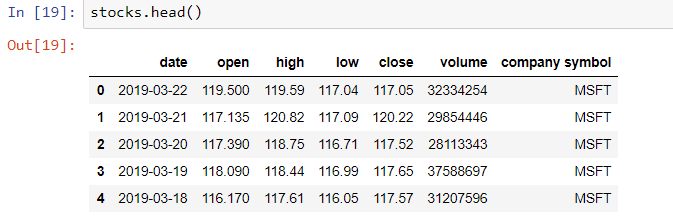 In [19]: stocks.head()
Out[19]:
date open high low close volume company symbol
0 2019-03-22 119.500 119.59 117.04 117.05 32334254 MSFT
1 2019-03-21 117.135 120.82 117.09 120.22 29854446 MSFT
2 2019-03-20 117.390 118.75 116.71 117.52 28113343 MSFT
3 2019-03-19 118.090 118.44 116.99 117.65 37588697 MSFT
4 2019-03-18 116.170 117.61 116.05 117.57 31207596 MSFT